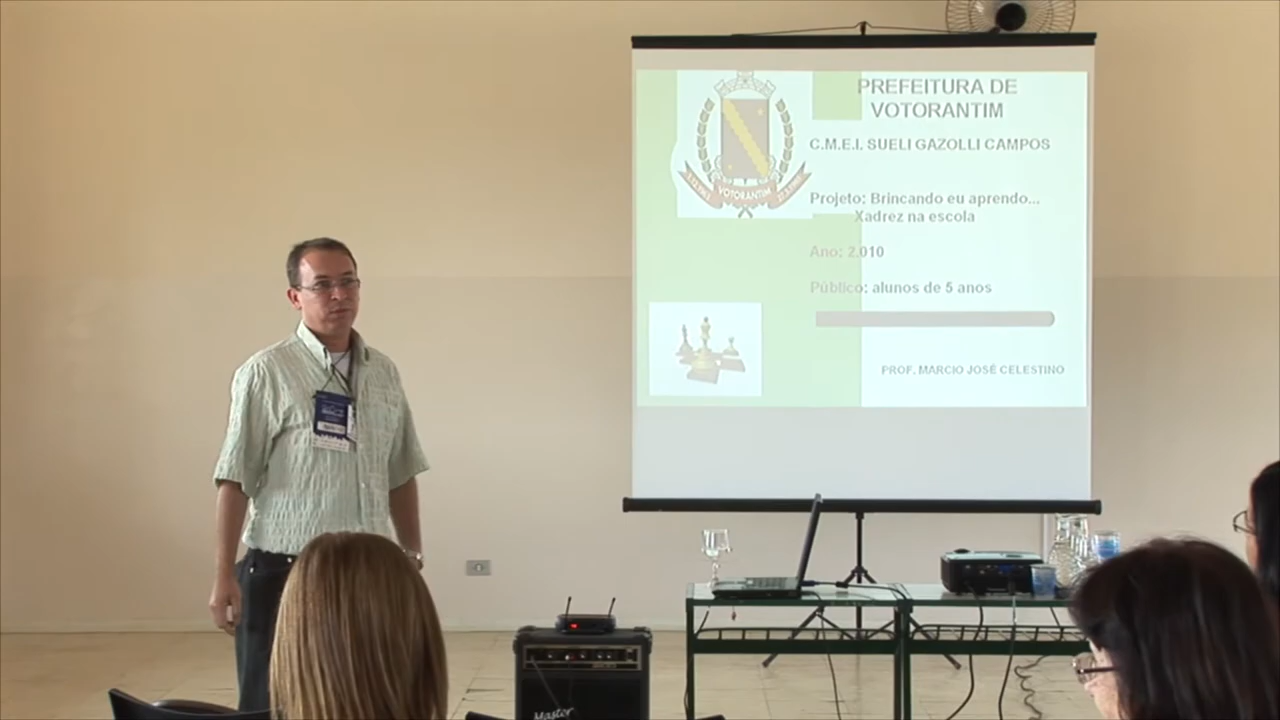 PREFEITURA DE
VOTORANTIM
C.M.E.I. SUELI GAZOLLI CAMPOS
VOTORANTIM
Projeto: Brincando eu aprendo...
Xadrez na escola
Ano: 2.010
Público: alunos de 5 anos
PROF. MARCIO JOSÉ CELESTINO
Master